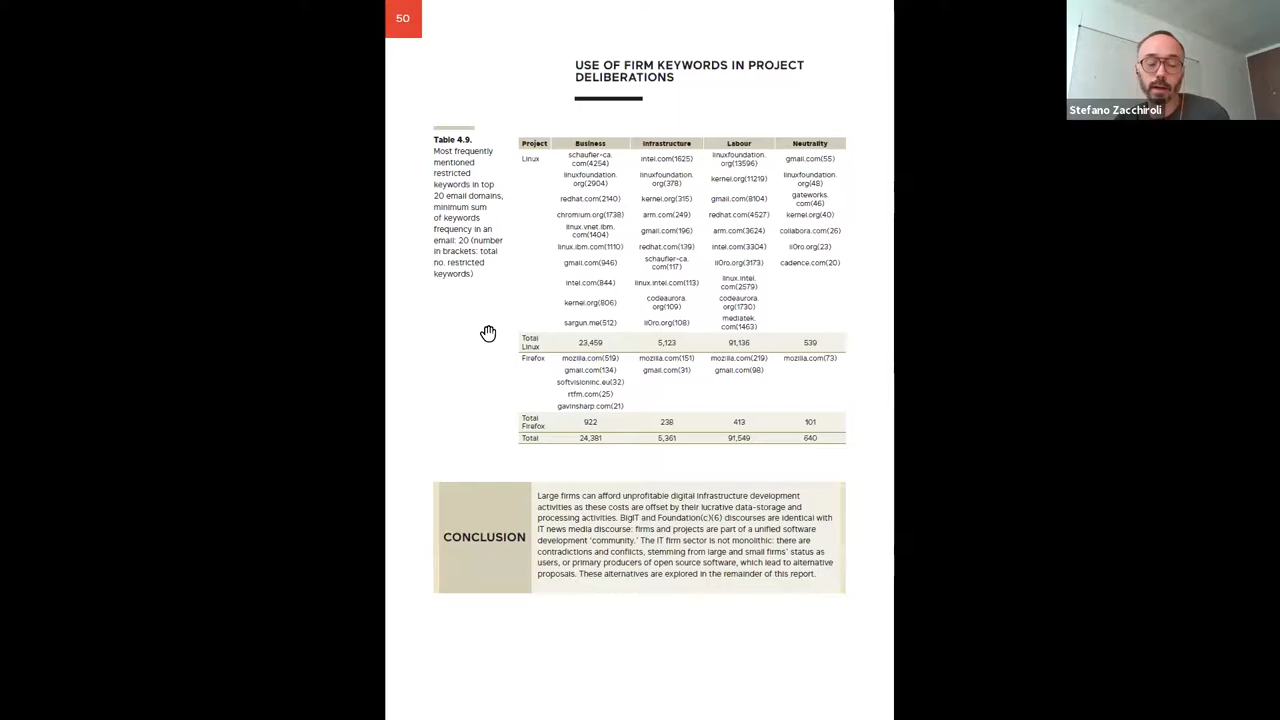 50
USE OF FIRM KEYWORDS IN PROJECT
DELIBERATIONS
Table 4.9.
Most frequently
mentioned
restricted
keywords in top
20 email domains,
minimum sum
of keywords
frequency in an
email: 20 (number
in brackets: total
no. restricted
keywords)
Project Business Infrastructure Labour Neutrality
Linux schaufler-ca.com(4254) intel.com(1625) linuxfoundation.org(13596) gmail.com(55)
linuxfoundation.org(2904) linuxfoundation.org(378) kernel.org(11219) linuxfoundation.org(48)
redhat.com(2140) kernel.org(315) gmail.com(8104) gateworks.com(46)
chromium.org(1738) arm.com(249) redhat.com(4527) kernel.org(40)
linux.vnet.ibm.com(1404) gmail.com(196) arm.com(3624) collabora.com(26)
linux.ibm.com(1110) redhat.com(139) intel.com(3304) ii0ro.org(23)
gmail.com(946) schaufler-ca.com(117) ii0ro.org(3173) cadence.com(20)
intel.com(844) linux.intel.com(113) linux.intel.com(2579)
kernel.org(806) codeaurora.org(109) codeaurora.org(1730)
sargun.me(512) ii0ro.org(108) mediatek.com(1463)
Total Linux 23,459 5,123 91,136 539
Firefox mozilla.com(519) mozilla.com(151) mozilla.com(219) mozilla.com(73)
gmail.com(134) gmail.com(31) gmail.com(98)
softvisioninc.eu(32)
rtfm.com(25)
gavinsharp.com(21)
Total Firefox 922 238 413 101
Total 24,381 5,361 91,549 640
CONCLUSION
Large firms can afford unprofitable digital infrastructure development
activities as these costs are offset by their lucrative data-storage and
processing activities. BigIT and Foundation(c)(6) discourses are identical with
IT news media discourse: firms and projects are part of a unified software
development ‘community.’ The IT firm sector is not monolithic: there are
contradictions and conflicts, stemming from large and small firms’ status as
users, or primary producers of open source software, which lead to alternative
proposals. These alternatives are explored in the remainder of this report.
Stefano Zacchiroli